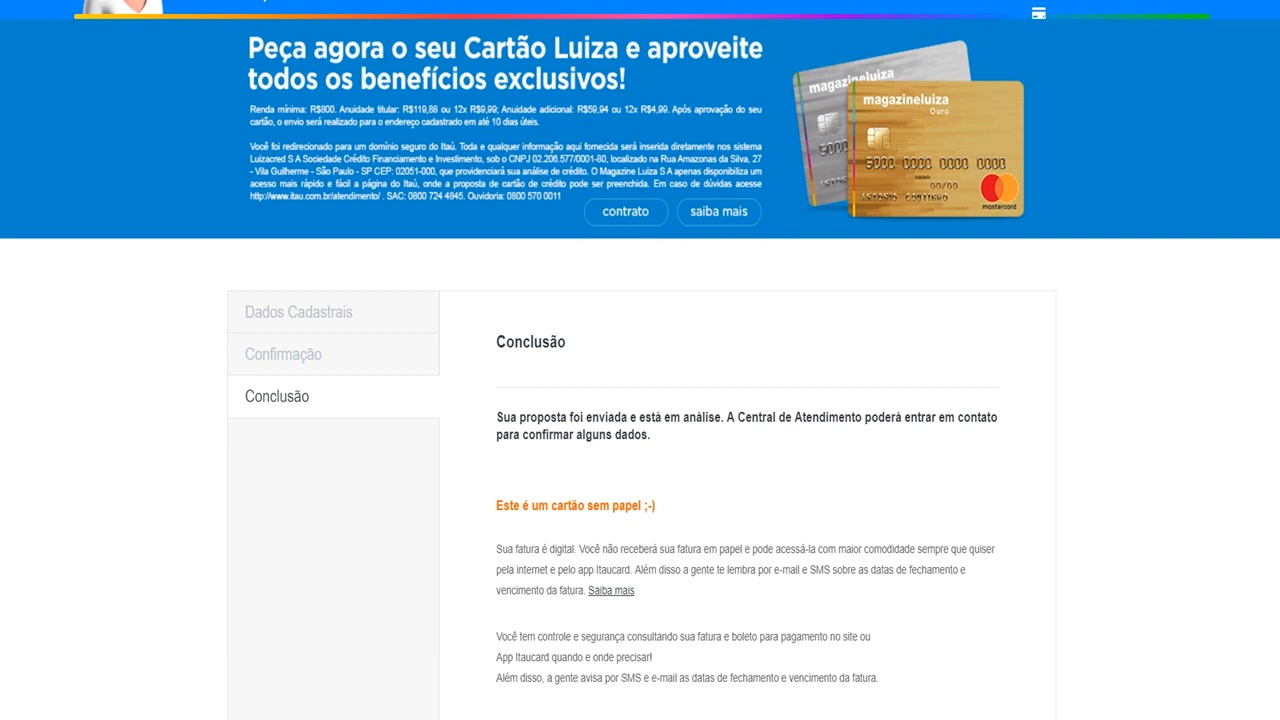 Peça agora o seu Cartão Luiza e aproveite
todos os benefícios exclusivos!
Renda mínima: R$800. Anuidade titular: R$119,88 ou 12x R$9,99; Anuidade adicional: R$59,94 ou 12x R$4,99. Após aprovação do seu
cartão, o envio será realizado para o endereço cadastrado em até 10 dias úteis.
Você foi redirecionado para um domínio seguro do Itaú. Toda e qualquer informação aqui fornecida será inserida diretamente nos sistema
Luizacred S A Sociedade Crédito Financiamento e Investimento, sob o CNPJ 02.206.577/0001-80, localizado na Rua Amazonas da Silva, 27
- Vila Guilherme - São Paulo - SP CEP: 02051-000, que providenciará sua análise de crédito. O Magazine Luiza S A apenas disponibiliza um
acesso mais rápido e fácil a página do Itaú, onde a proposta de cartão de crédito pode ser preenchida. Em caso de dúvidas acesse
http://www.itau.com.br/atendimento/ . SAC: 0800 724 4845. Ouvidoria: 0800 570 0011
contrato
saiba mais
magazineluiza
magazineluiza
Ouro
5000 0000 0000 0000
00/00
ANTONIO COUTINHO
mastercard
Dados Cadastrais
Confirmação
Conclusão
Conclusão
Sua proposta foi enviada e está em análise. A Central de Atendimento poderá entrar em contato
para confirmar alguns dados.
Este é um cartão sem papel ;-)
Sua fatura é digital. Você não receberá sua fatura em papel e pode acessá-la com maior comodidade sempre que quiser
pela internet e pelo app Itaucard. Além disso a gente te lembra por e-mail e SMS sobre as datas de fechamento e
vencimento da fatura. Saiba mais
Você tem controle e segurança consultando sua fatura e boleto para pagamento no site ou
App Itaucard quando e onde precisar!
Além disso, a gente avisa por SMS e e-mail as datas de fechamento e vencimento da fatura.